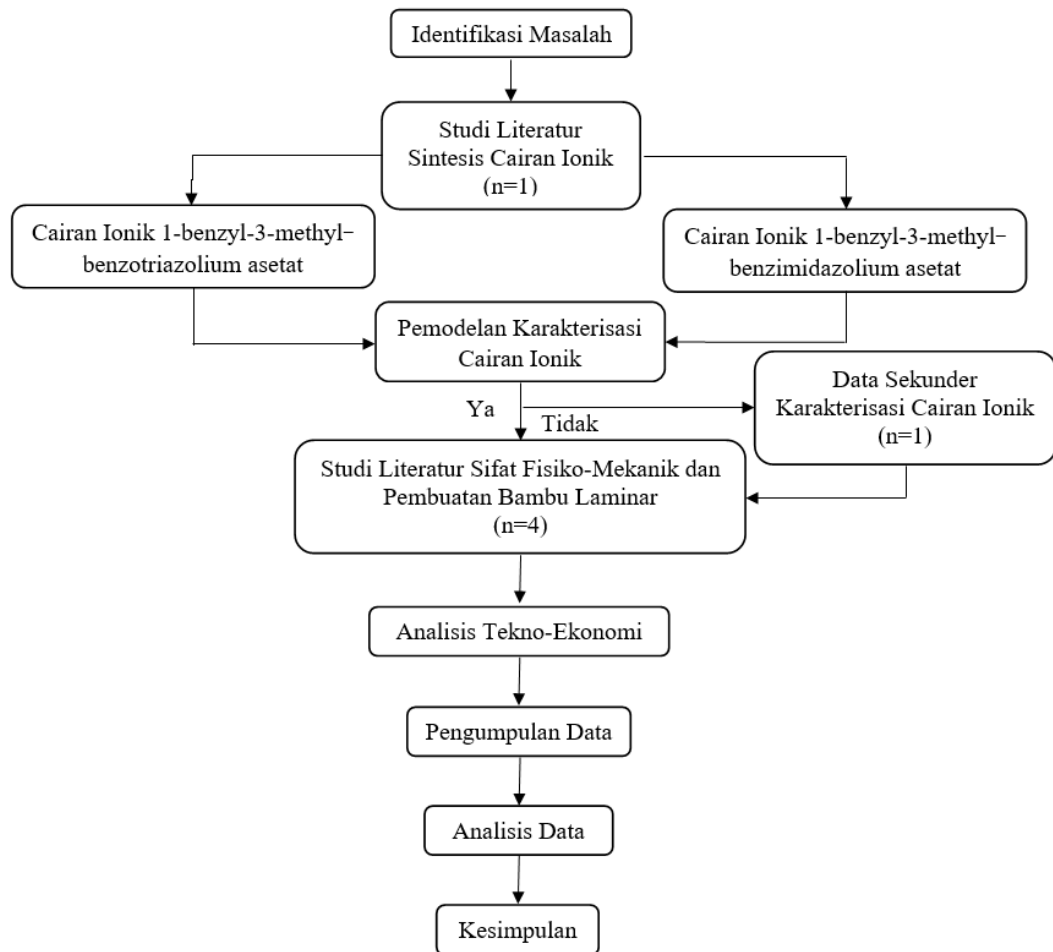 Identifikasi Masalah
Studi Literatur
Sintesis Cairan Ionik
(n=1)
Cairan Ionik 1-benzyl-3-methyl-
benzotriazolium asetat
Cairan Ionik 1-benzyl-3-methyl-
benzimidazolium asetat
Pemodelan Karakterisasi
Cairan Ionik
Data Sekunder
Karakterisasi Cairan Ionik
(n=1)
Ya
Tidak
Studi Literatur Sifat Fisiko-Mekanik dan
Pembuatan Bambu Laminar
(n=4)
Analisis Tekno-Ekonomi
Pengumpulan Data
Analisis Data
Kesimpulan